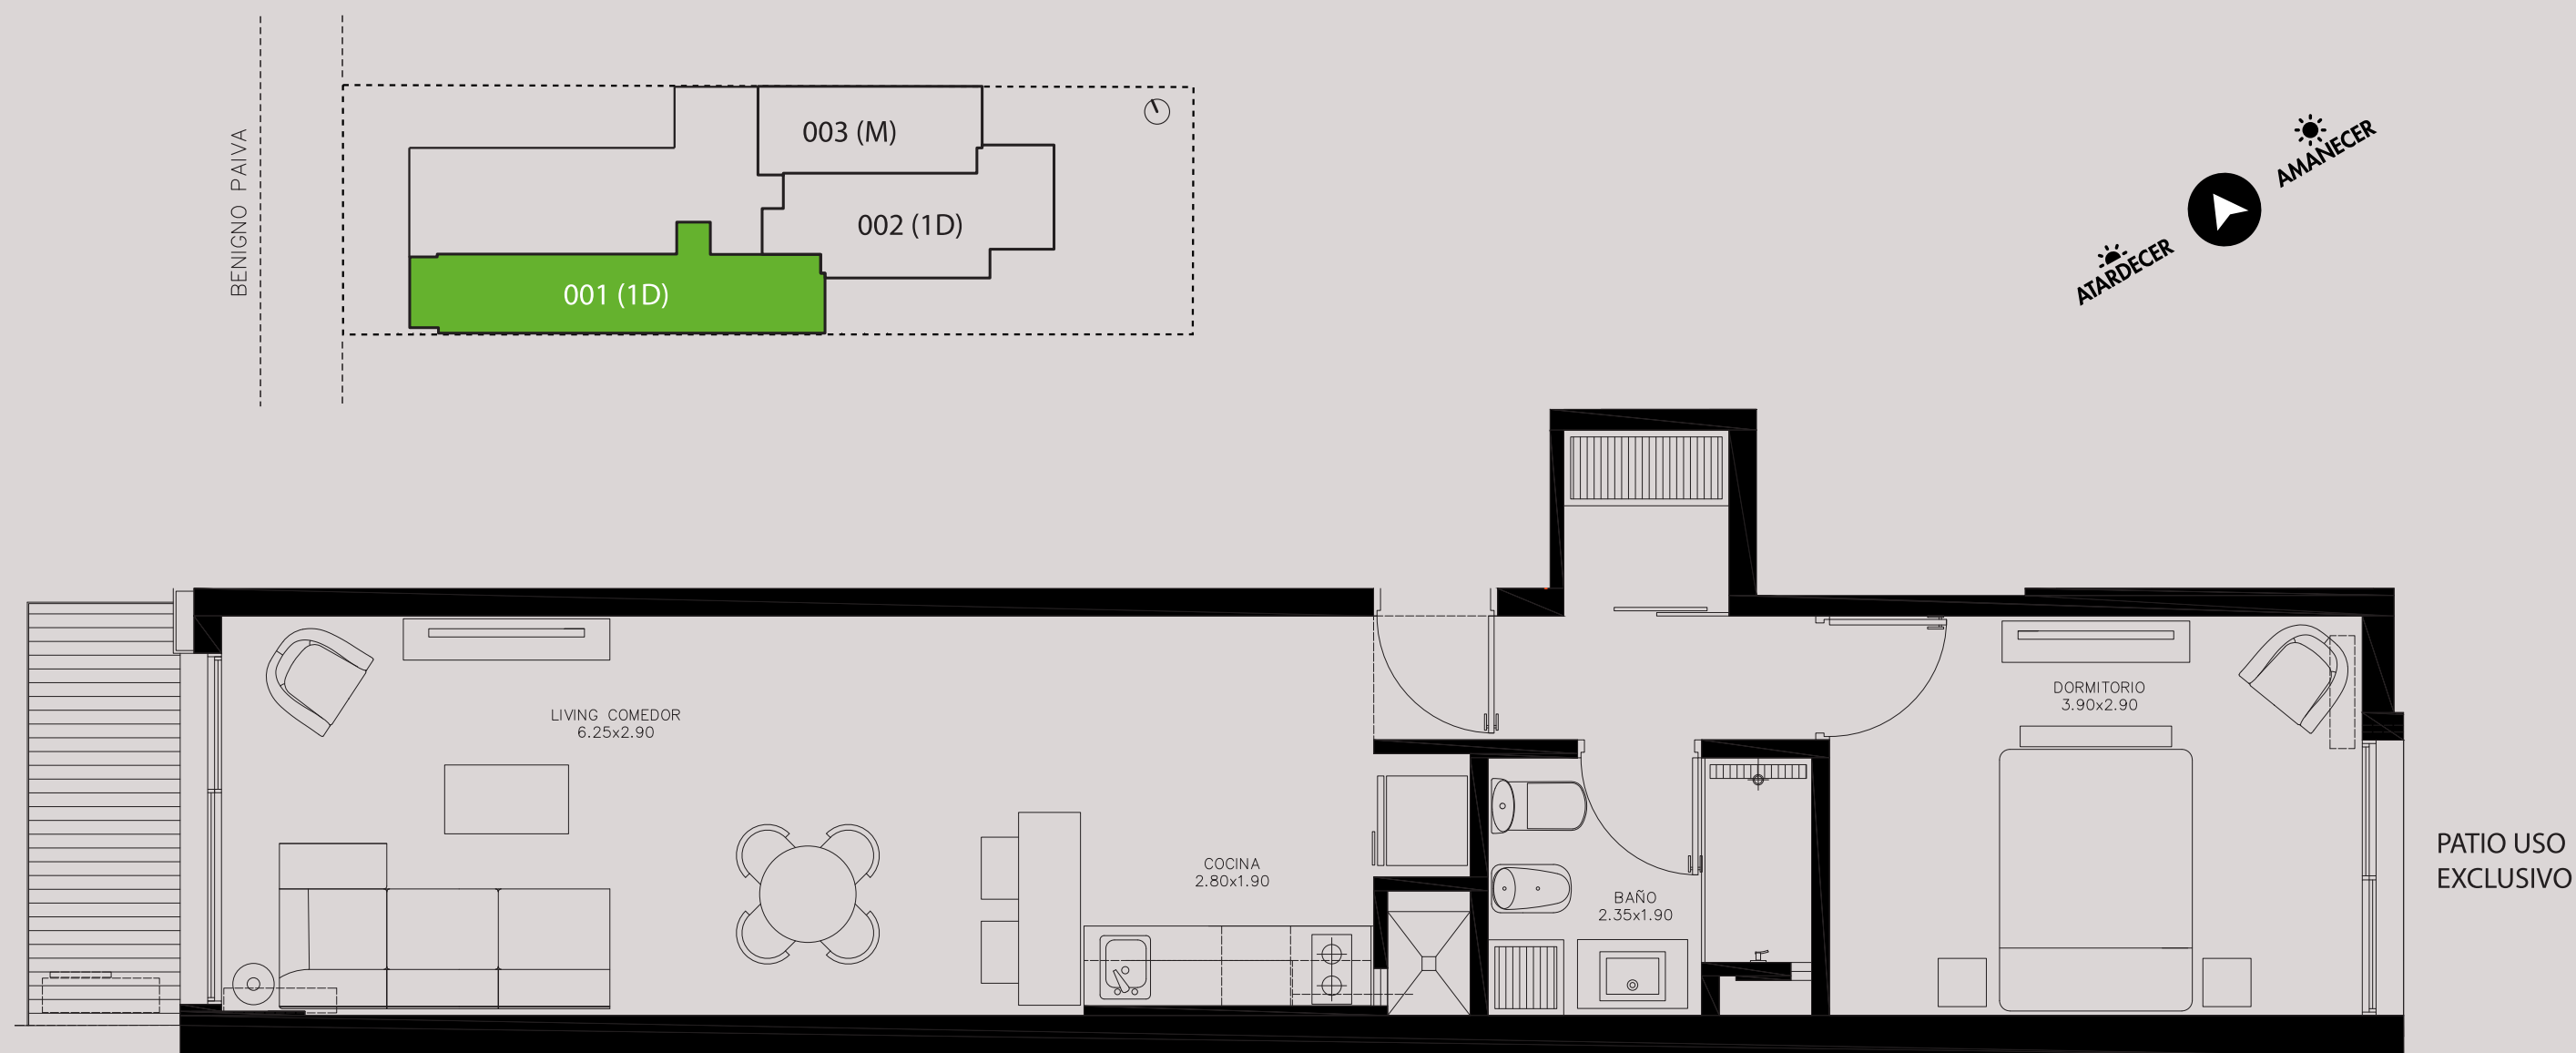 BENIGNO PAIVA
003 (M)
002 (1D)
001 (1D)
AMANECER
ATARDECER
LIVING COMEDOR
6.25x2.90
COCINA
2.80x1.90
BAÑO
2.35x1.90
DORMITORIO
3.90x2.90
PATIO USO
EXCLUSIVO